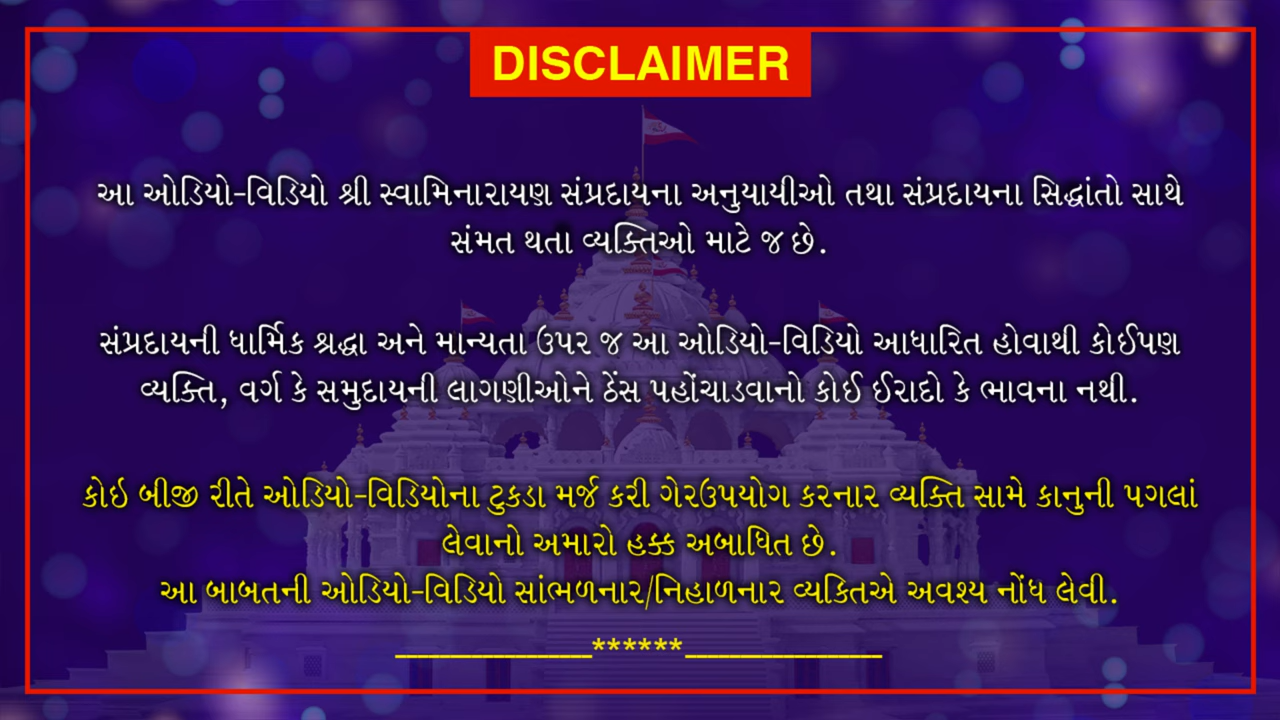 DISCLAIMER
આ ઓડિયો-વિડિયો શ્રી સ્વામિનારાયણ સંપ્રદાયના અનુયાયીઓ તથા સંપ્રદાયના સિદ્ધાંતો સાથે
સંમત થતા વ્યક્તિઓ માટે જ છે.
સંપ્રદાયની ધાર્મિક શ્રદ્ધા અને માન્યતા ઉપર જ આ ઓડિયો-વિડિયો આધારિત હોવાથી કોઈપણ
વ્યક્તિ, વર્ગ કે સમુદાયની લાગણીઓને ઠેંસ પહોંચાડવાનો કોઈ ઈરાદો કે ભાવના નથી.
કોઇ બીજી રીતે ઓડિયો-વિડિયોના ટુકડા મર્જ કરી ગેરઉપયોગ કરનાર વ્યક્તિ સામે કાનુની પગલાં
લેવાનો અમારો હક્ક અબાધિત છે.
આ બાબતની ઓડિયો-વિડિયો સાંભળનાર/નિહાળનાર વ્યકિતએ અવશ્ય નોંધ લેવી.
_________________******_________________